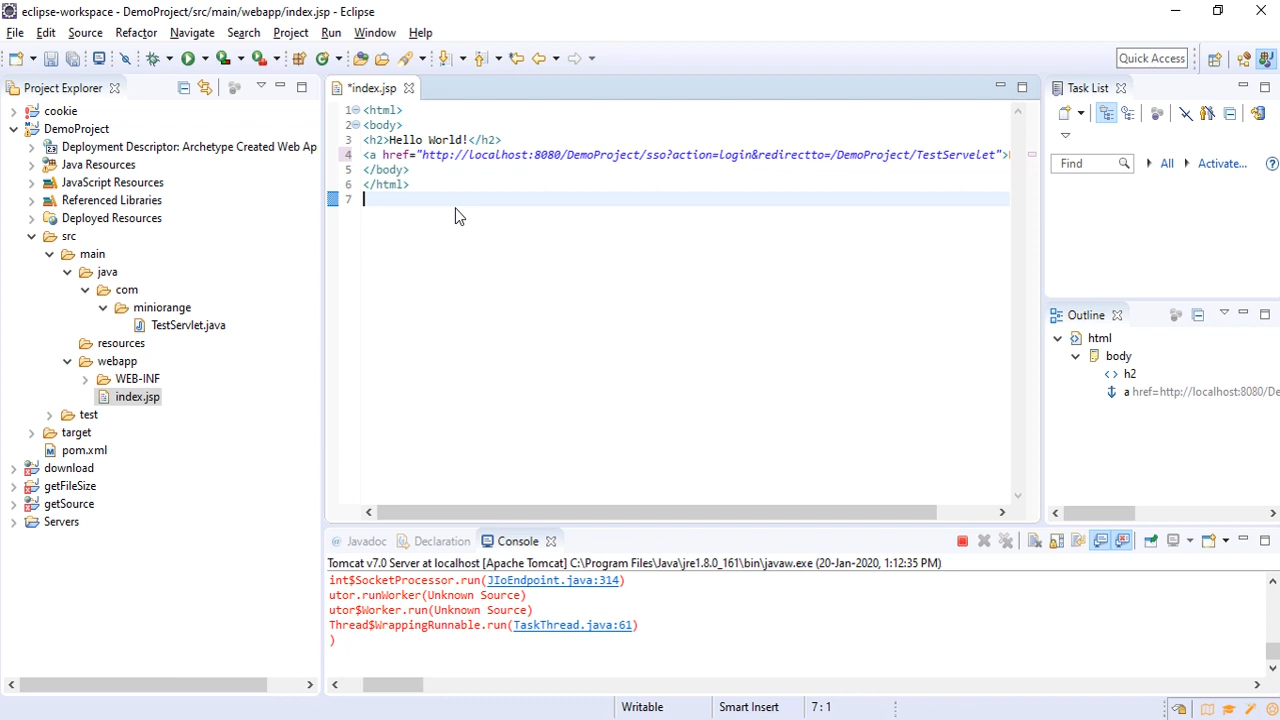 eclipse-workspace - DemoProject/src/main/webapp/index.jsp - Eclipse
File Edit Source Refactor Navigate Search Project Run Window Help
Quick Access
Project Explorer
cookie
DemoProject
Deployment Descriptor: Archetype Created Web Ap
Java Resources
JavaScript Resources
Referenced Libraries
Deployed Resources
src
main
java
com
miniorange
TestServlet.java
resources
webapp
WEB-INF
index.jsp
test
target
pom.xml
download
getFileSize
getSource
Servers
*index.jsp
1 <html>
2 <body>
3 <h2>Hello World!</h2>
4 <a href="http://localhost:8080/DemoProject/sso?action=login&redirectto=/DemoProject/TestServelet">
5 </body>
6 </html>
7
Task List
Find All Activate...
Outline
html
body
h2
a href=http://localhost:8080/De
Javadoc Declaration Console
Tomcat v7.0 Server at localhost [Apache Tomcat] C:\Program Files\Java\jre1.8.0_161\bin\javaw.exe (20-Jan-2020, 1:12:35 PM)
int$SocketProcessor.run(JIoEndpoint.java:314)
utor.runWorker(Unknown Source)
utor$Worker.run(Unknown Source)
Thread$WrappingRunnable.run(TaskThread.java:61)
)
Writable Smart Insert 7 : 1